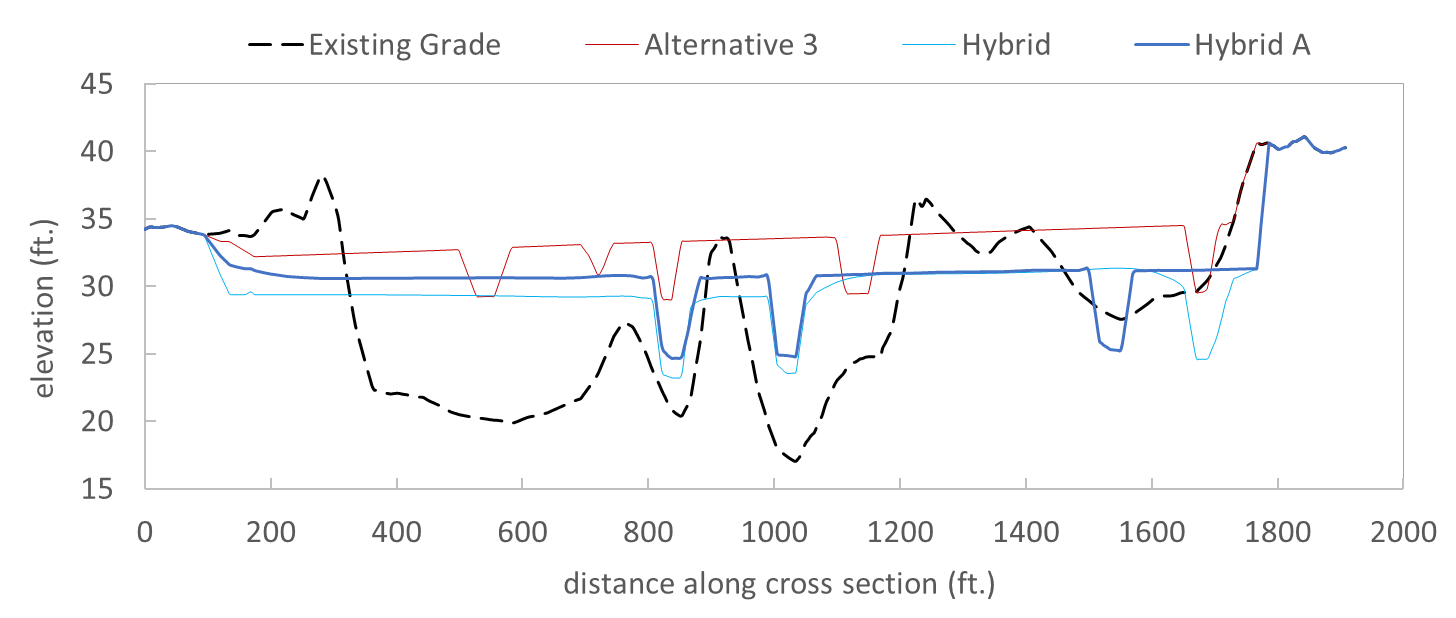 Existing Grade Alternative 3 Hybrid Hybrid A
45
40
35
30
25
20
15
elevation (ft.)
0 200 400 600 800 1000 1200 1400 1600 1800 2000
distance along cross section (ft.)